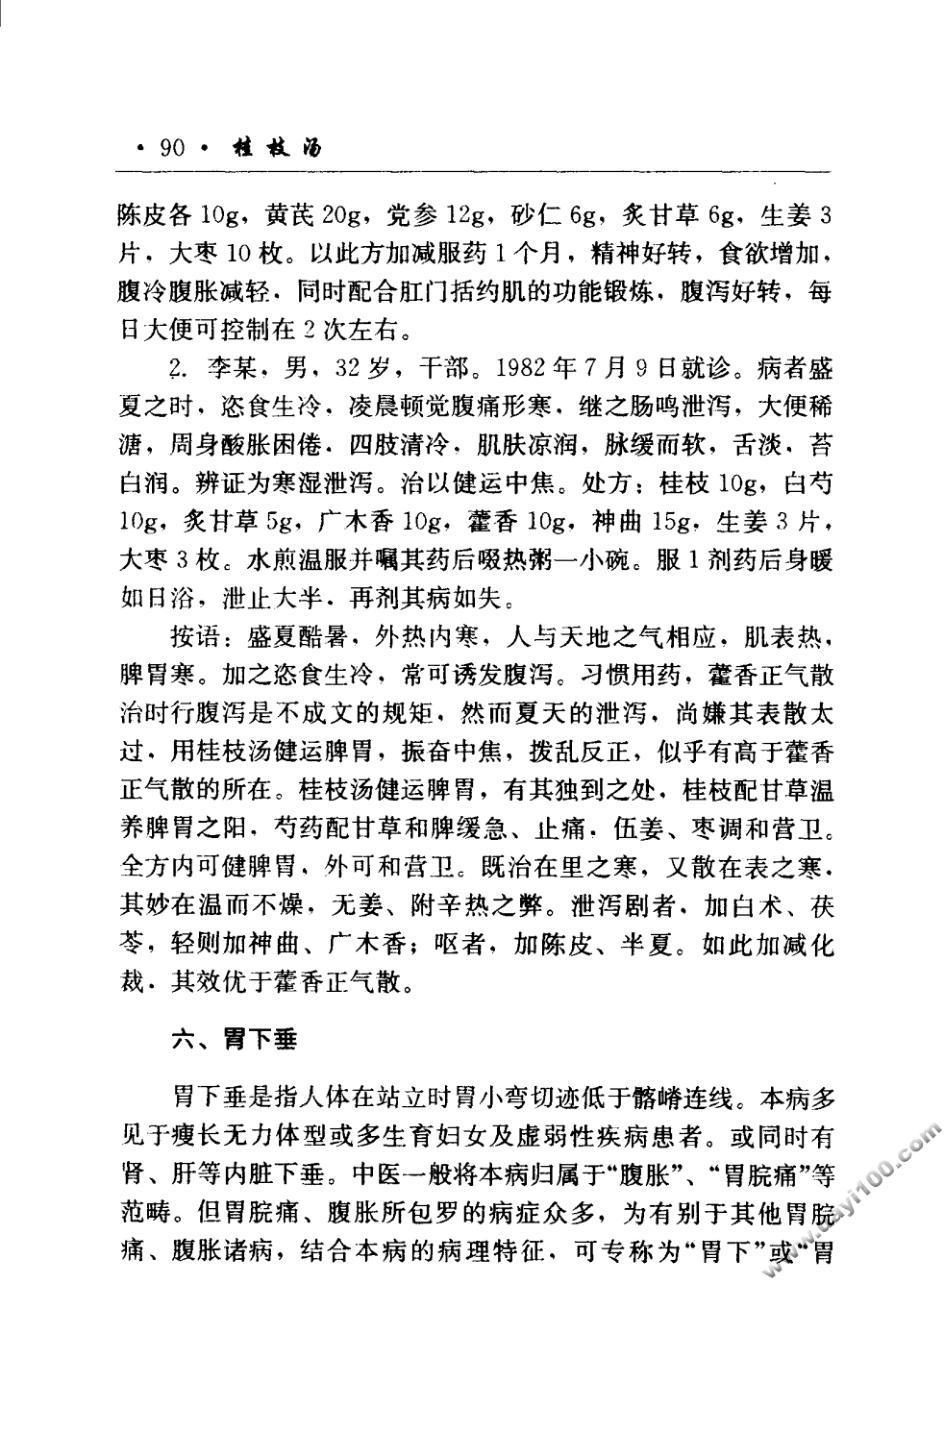 · 90 · 桂枝汤
陈皮各 10g，黄芪 20g，党参 12g，砂仁 6g，炙甘草 6g，生姜 3
片，大枣 10 枚。以此方加减服药 1 个月，精神好转，食欲增加，
腹冷腹胀减轻．同时配合肛门括约肌的功能锻炼，腹泻好转，每
日大便可控制在 2 次左右。
2. 李某，男，32 岁，干部。1982 年 7 月 9 日就诊。病者盛
夏之时，恣食生冷，凌晨顿觉腹痛形寒．继之肠鸣泄泻，大便稀
溏，周身酸胀困倦．四肢清冷．肌肤凉润，脉缓而软，舌淡．苔
白润。辨证为寒湿泄泻。治以健运中焦。处方：桂枝 10g，白芍
10g，炙甘草 5g，广木香 10g，藿香 10g，神曲 15g，生姜 3 片，
大枣 3 枚。水煎温服并嘱其药后啜热粥一小碗。服 1 剂药后身暖
如日浴，泄止大半．再剂其病如失。
按语：盛夏酷暑，外热内寒，人与天地之气相应．肌表热，
脾胃寒。加之恣食生冷，常可诱发腹泻。习惯用药，藿香正气散
治时行腹泻是不成文的规矩，然而夏天的泄泻，尚嫌其表散太
过．用桂枝汤健运脾胃，振奋中焦，拨乱反正，似乎有高于藿香
正气散的所在。桂枝汤健运脾胃，有其独到之处，桂枝配甘草温
养脾胃之阳．芍药配甘草和脾缓急、止痛．伍姜、枣调和营卫。
全方内可健脾胃，外可和营卫。既治在里之寒，又散在表之寒．
其妙在温而不燥，无姜、附辛热之弊。泄泻剧者．加白术、茯
苓，轻则加神曲、广木香；呕者，加陈皮、半夏。如此加减化
裁．其效优于藿香正气散。
六、胃下垂
胃下垂是指人体在站立时胃小弯切迹低于髂嵴连线。本病多
见于瘦长无力体型或多生育妇女及虚弱性疾病患者。或同时有
肾、肝等内脏下垂。中医一般将本病归属于“腹胀”、“胃脘痛”等
范畴。但胃脘痛、腹胀所包罗的病症众多，为有别于其他胃脘
痛、腹胀诸病，结合本病的病理特征．可专称为“胃下”或“胃
www.dayi100.com